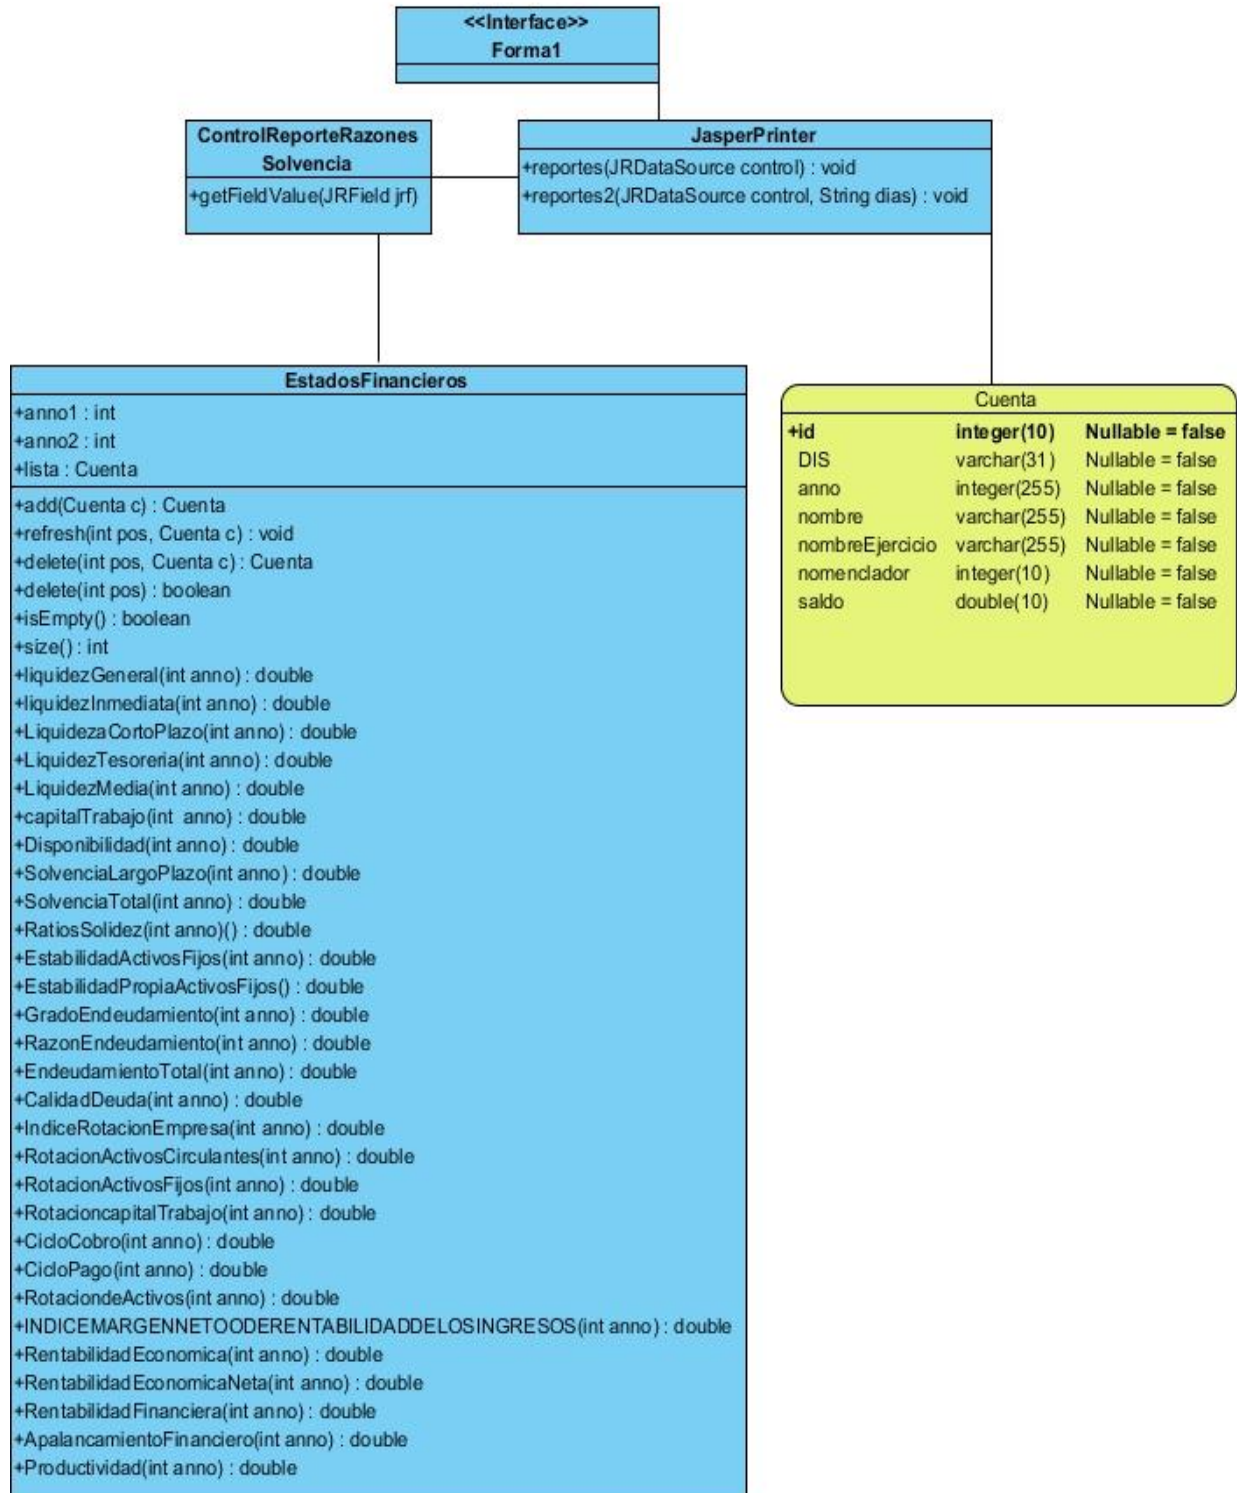 <<Interface>>
Forma1
ControlReporteRazones
Solvencia
+getFieldValue(JRField jrf)
JasperPrinter
+reportes(JRDataSource control) : void
+reportes2(JRDataSource control, String dias) : void
EstadosFinancieros
+anno1 : int
+anno2 : int
+lista : Cuenta
+add(Cuenta c) : Cuenta
+refresh(int pos, Cuenta c) : void
+delete(int pos, Cuenta c) : Cuenta
+delete(int pos) : boolean
+isEmpty() : boolean
+size() : int
+liquidezGeneral(int anno) : double
+liquidezInmediata(int anno) : double
+LiquidezaCortoPlazo(int anno) : double
+LiquidezTesoreria(int anno) : double
+LiquidezMedia(int anno) : double
+capitalTrabajo(int anno) : double
+Disponibilidad(int anno) : double
+SolvenciaLargoPlazo(int anno) : double
+SolvenciaTotal(int anno) : double
+RatiosSolidez(int anno)() : double
+EstabilidadActivosFijos(int anno) : double
+EstabilidadPropiaActivosFijos() : double
+GradoEndeudamiento(int anno) : double
+RazonEndeudamiento(int anno) : double
+EndeudamientoTotal(int anno) : double
+CalidadDeuda(int anno) : double
+IndiceRotacionEmpresa(int anno) : double
+RotacionActivosCirculantes(int anno) : double
+RotacionActivosFijos(int anno) : double
+RotacioncapitalTrabajo(int anno) : double
+CicloCobro(int anno) : double
+CicloPago(int anno) : double
+RotaciondeActivos(int anno) : double
+INDICEMARGENNETOODERENTABILIDADDELOSINGRESOS(int anno) : double
+RentabilidadEconomica(int anno) : double
+RentabilidadEconomicaNeta(int anno) : double
+RentabilidadFinanciera(int anno) : double
+ApalancamientoFinanciero(int anno) : double
+Productividad(int anno) : double
Cuenta
+id integer(10) Nullable = false
DIS varchar(31) Nullable = false
anno integer(255) Nullable = false
nombre varchar(255) Nullable = false
nombreEjercicio varchar(255) Nullable = false
nomenclador integer(10) Nullable = false
saldo double(10) Nullable = false